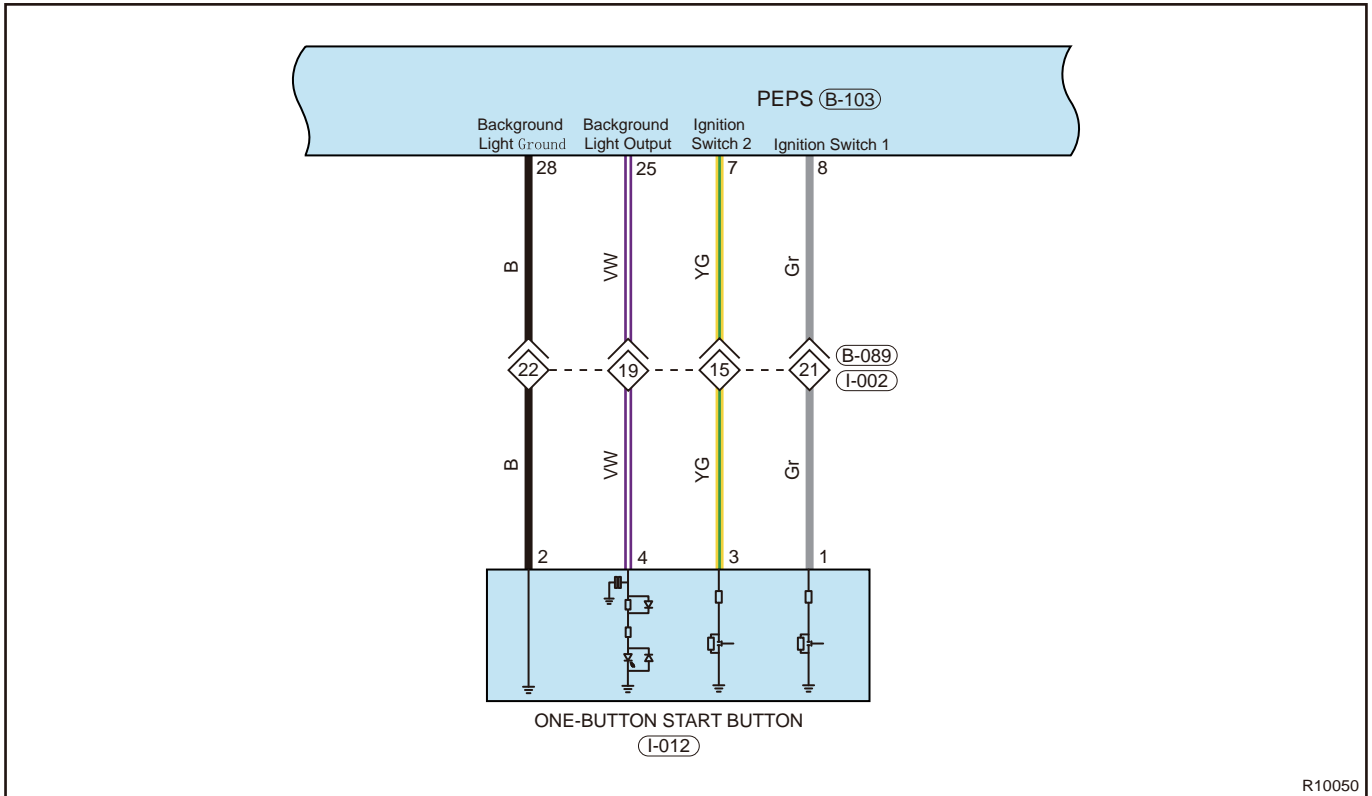 PEPS B-103
Background Light Ground
Background Light Output
Ignition Switch 2
Ignition Switch 1
28 25 7 8
B VW YG Gr
22 19 15 21
B-089
I-002
B VW YG Gr
2 4 3 1
ONE-BUTTON START BUTTON
I-012
R10050